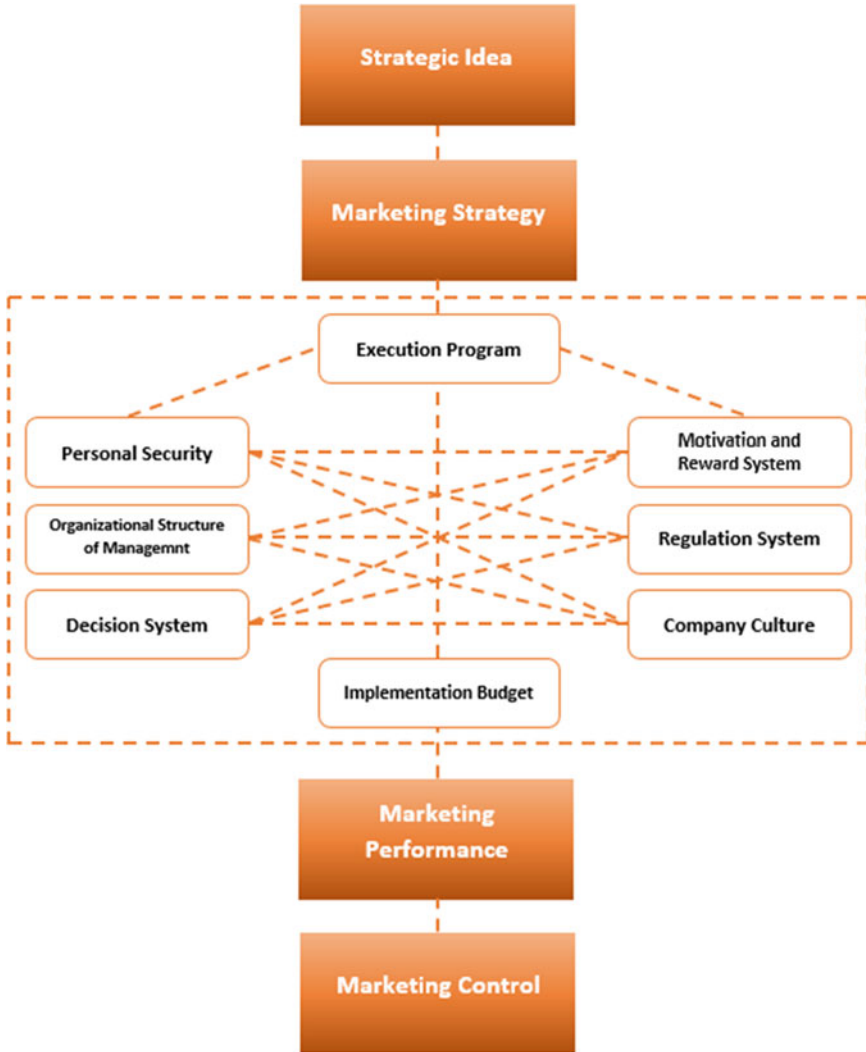 Strategic Idea
Marketing Strategy
Execution Program
Personal Security
Motivation and
Reward System
Organizational Structure
of Managemnt
Regulation System
Decision System
Company Culture
Implementation Budget
Marketing
Performance
Marketing Control